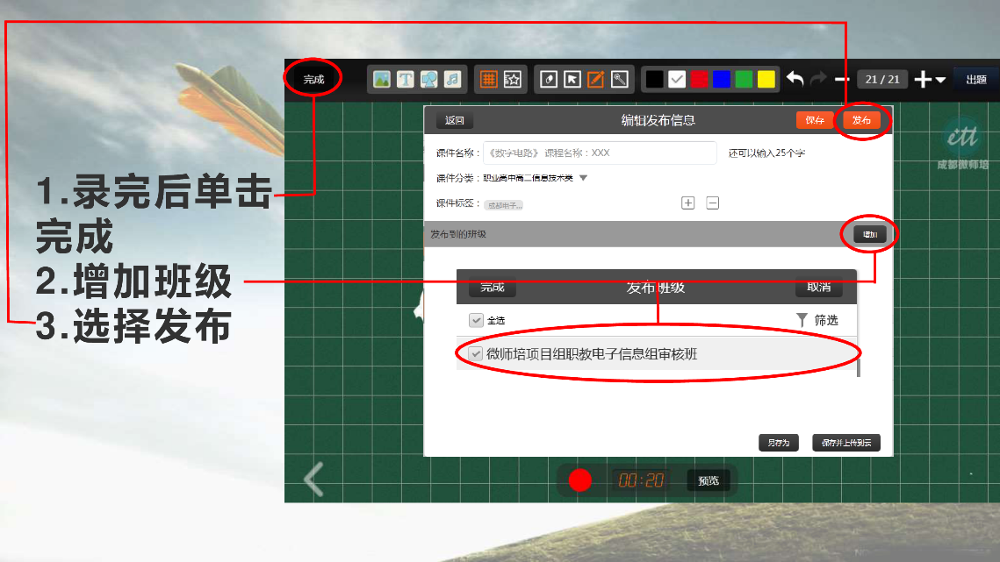 完成
T
21 / 21
出题
返回
编辑发布信息
保存
发布
itt
成都微师培
课件名称：
《数字电路》 课程名称：XXX
还可以输入25个字
课件分类：
职业高中高二信息技术类
课件标签：
成都电子...
发布到的班级
增加
1.录完后单击
完成
2.增加班级
3.选择发布
完成
发布班级
取消
全选
筛选
微师培项目组职教电子信息组审核班
另存为
保存并上传到云
00:20
预览